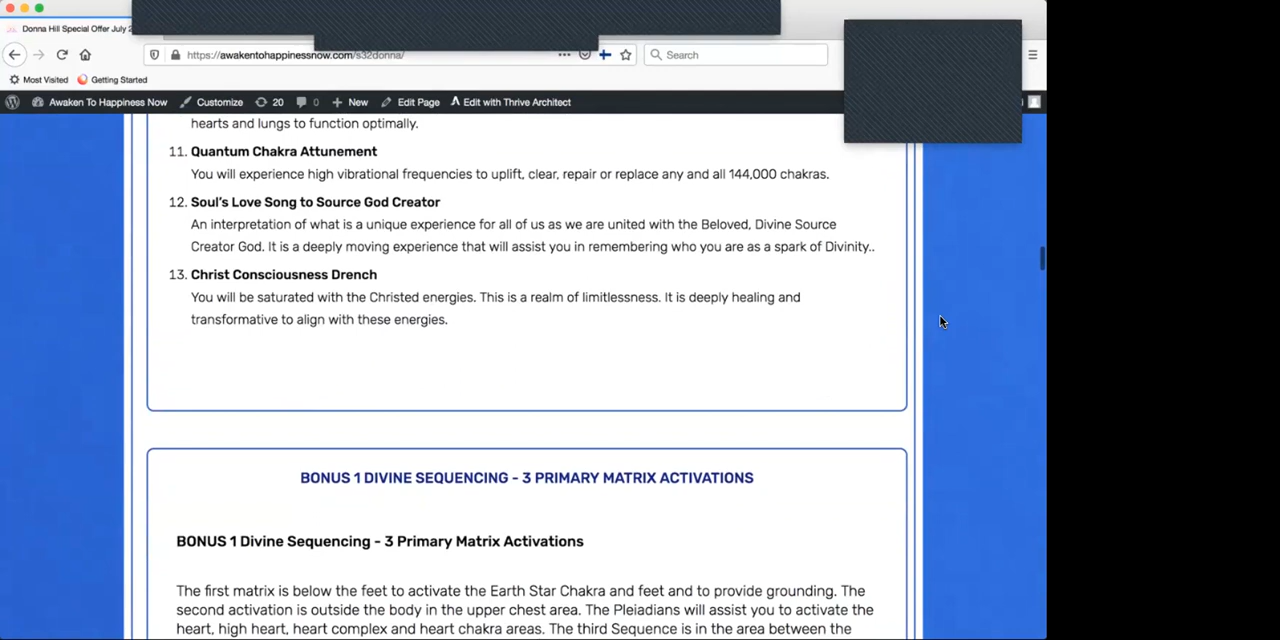 Donna Hill Special Offer July 2
https://awakentohappinessnow.com/s32donna/
Search
Most Visited Getting Started
Awaken To Happiness Now Customize 20 0 New Edit Page Edit with Thrive Architect
hearts and lungs to function optimally.
11. Quantum Chakra Attunement
You will experience high vibrational frequencies to uplift, clear, repair or replace any and all 144,000 chakras.
12. Soul's Love Song to Source God Creator
An interpretation of what is a unique experience for all of us as we are united with the Beloved, Divine Source
Creator God. It is a deeply moving experience that will assist you in remembering who you are as a spark of Divinity..
13. Christ Consciousness Drench
You will be saturated with the Christed energies. This is a realm of limitlessness. It is deeply healing and
transformative to align with these energies.
BONUS 1 DIVINE SEQUENCING - 3 PRIMARY MATRIX ACTIVATIONS
BONUS 1 Divine Sequencing - 3 Primary Matrix Activations
The first matrix is below the feet to activate the Earth Star Chakra and feet and to provide grounding. The
second activation is outside the body in the upper chest area. The Pleiadians will assist you to activate the
heart, high heart, heart complex and heart chakra areas. The third Sequence is in the area between the